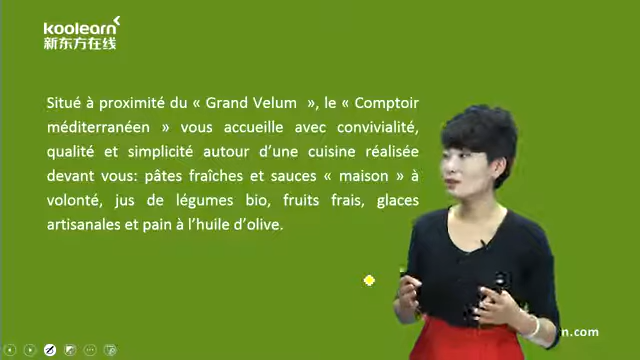 koolearn
新东方在线
Situé à proximité du « Grand Velum », le « Comptoir
méditerranéen » vous accueille avec convivialité,
qualité et simplicité autour d'une cuisine réalisée
devant vous: pâtes fraîches et sauces « maison » à
volonté, jus de légumes bio, fruits frais, glaces
artisanales et pain à l'huile d'olive.
n.com